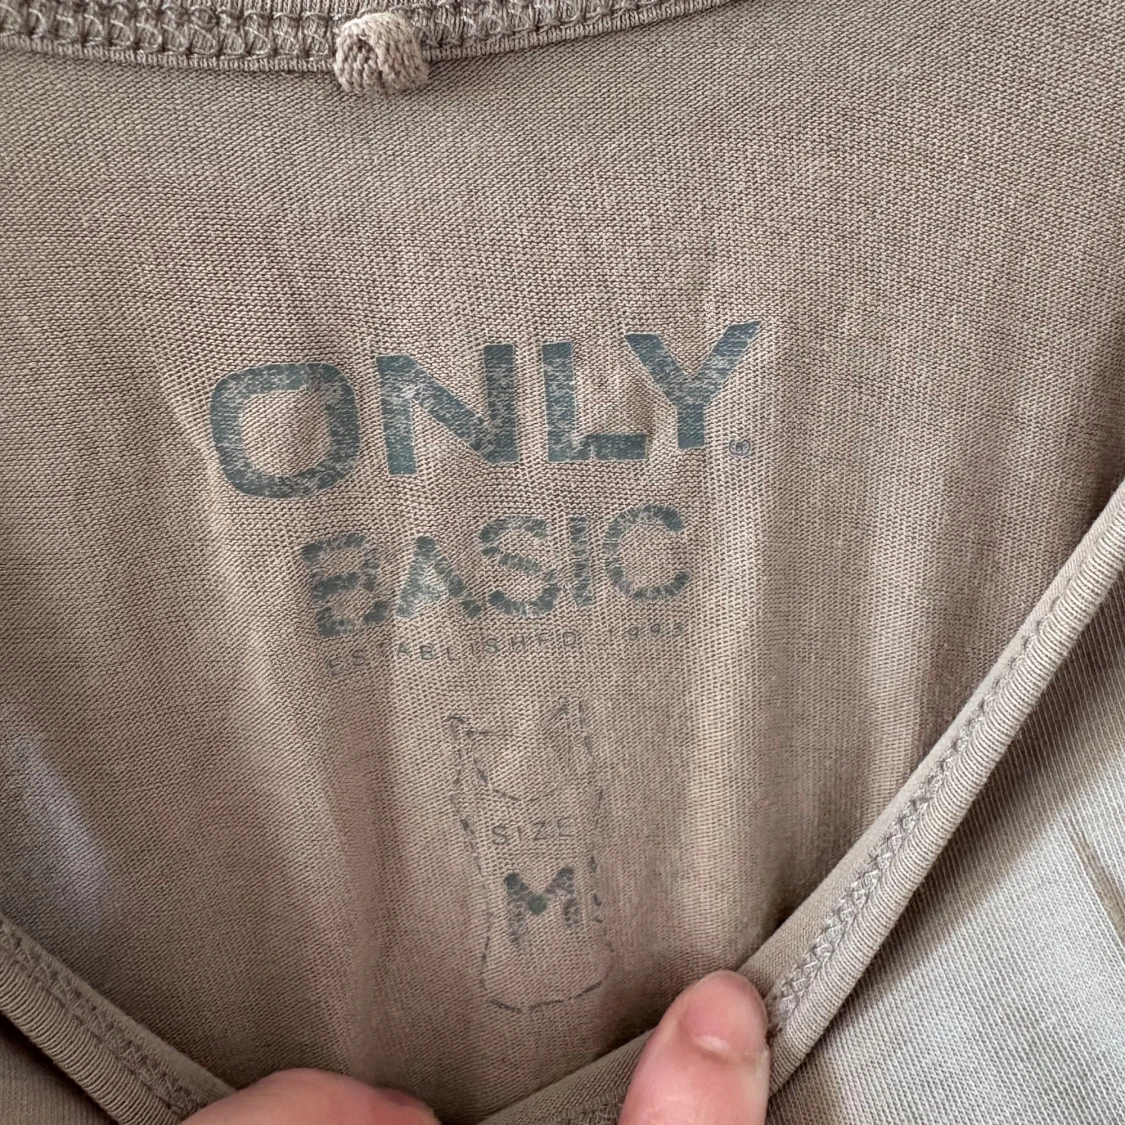 ONLY®
BASIC
ESTABLISHED 1995
SIZE
M